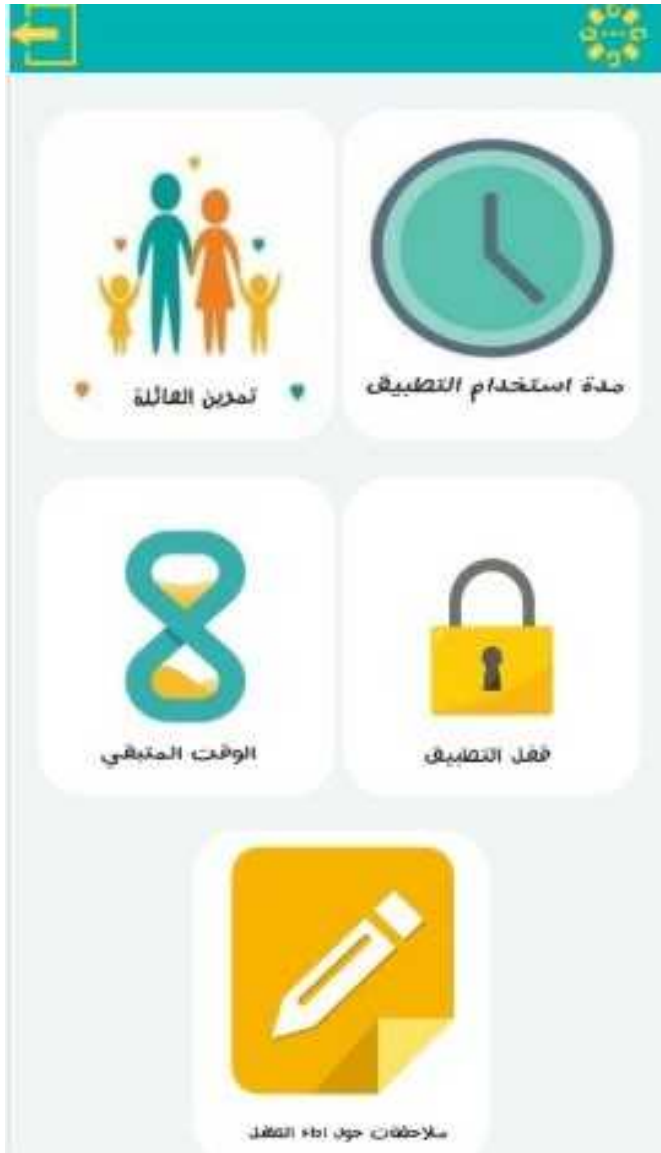 مدة استخدام التطبيق
تمرين العائلة
قفل التطبيق
الوقت المتبقي
ملاحظات حول اداء الطفل